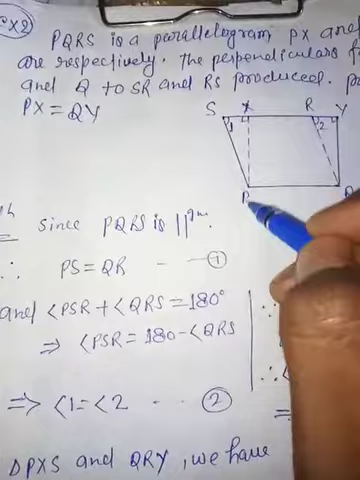 Ex2) PQRS is a parallelogram PX and
are respectively. The perpendiculars
and Q to SR and RS produced.
PX = QY
S X R Y
1 2
P
Since PQRS is ||gm.
∴ PS = QR - - ①
and <PSR + <QRS = 180°
⇒ <PSR = 180 - <QRS
⇒ <1 = <2 - - ②
∆PXS and QRY, we have